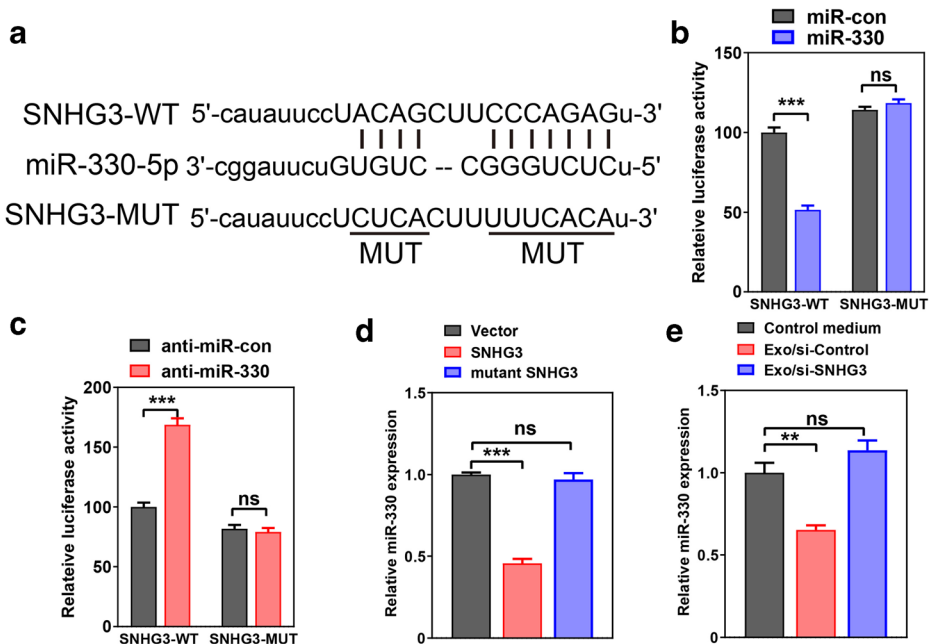 a
SNHG3-WT 5'-cauauuccUACAGCUUCCCAGAGu-3'
miR-330-5p 3'-cggauucuGUGUC -- CGGGUCUCu-5'
SNHG3-MUT 5'-cauauuccUCUCACUUUUUCACAu-3'
MUT MUT
b
miR-con
miR-330
Relateive luciferase activity
150
100
50
0
***
ns
SNHG3-WT SNHG3-MUT
c
anti-miR-con
anti-miR-330
Relateive luciferase activity
200
150
100
50
0
***
ns
SNHG3-WT SNHG3-MUT
d
Vector
SNHG3
mutant SNHG3
Relative miR-330 expression
1.5
1.0
0.5
0
ns
***
e
Control medium
Exo/si-Control
Exo/si-SNHG3
Relative miR-330 expression
1.5
1.0
0.5
0
ns
**